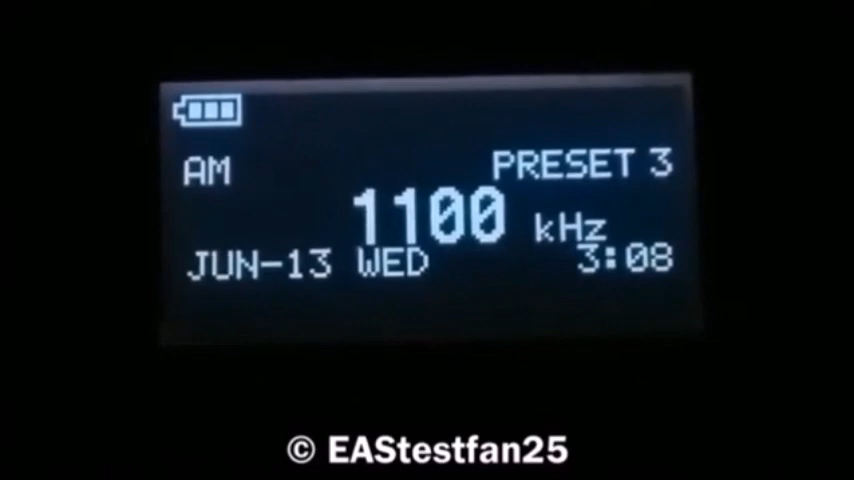 AM PRESET 3
1100 kHz
JUN-13 WED 3:08
© EAStestfan25